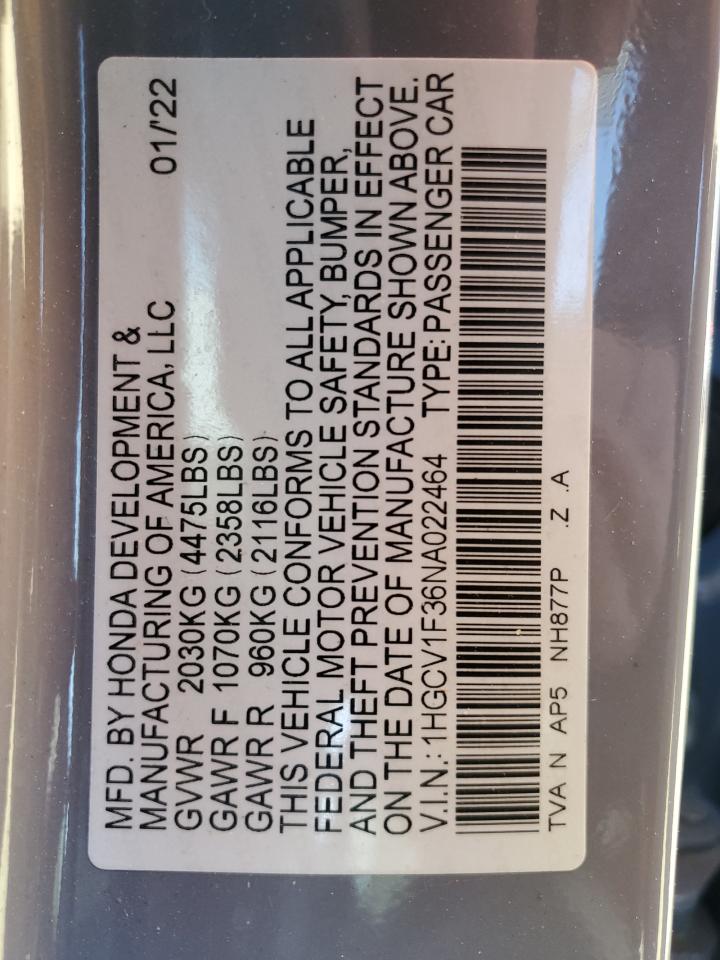 MFD. BY HONDA DEVELOPMENT &
MANUFACTURING OF AMERICA, LLC 01/'22
GVWR 2030KG (4475LBS)
GAWR F 1070KG (2358LBS)
GAWR R 960KG (2116LBS)
THIS VEHICLE CONFORMS TO ALL APPLICABLE
FEDERAL MOTOR VEHICLE SAFETY, BUMPER,
AND THEFT PREVENTION STANDARDS IN EFFECT
ON THE DATE OF MANUFACTURE SHOWN ABOVE.
V.I.N.: 1HGCV1F36NA022464 TYPE: PASSENGER CAR
TVA N AP5 NH877P .Z .A